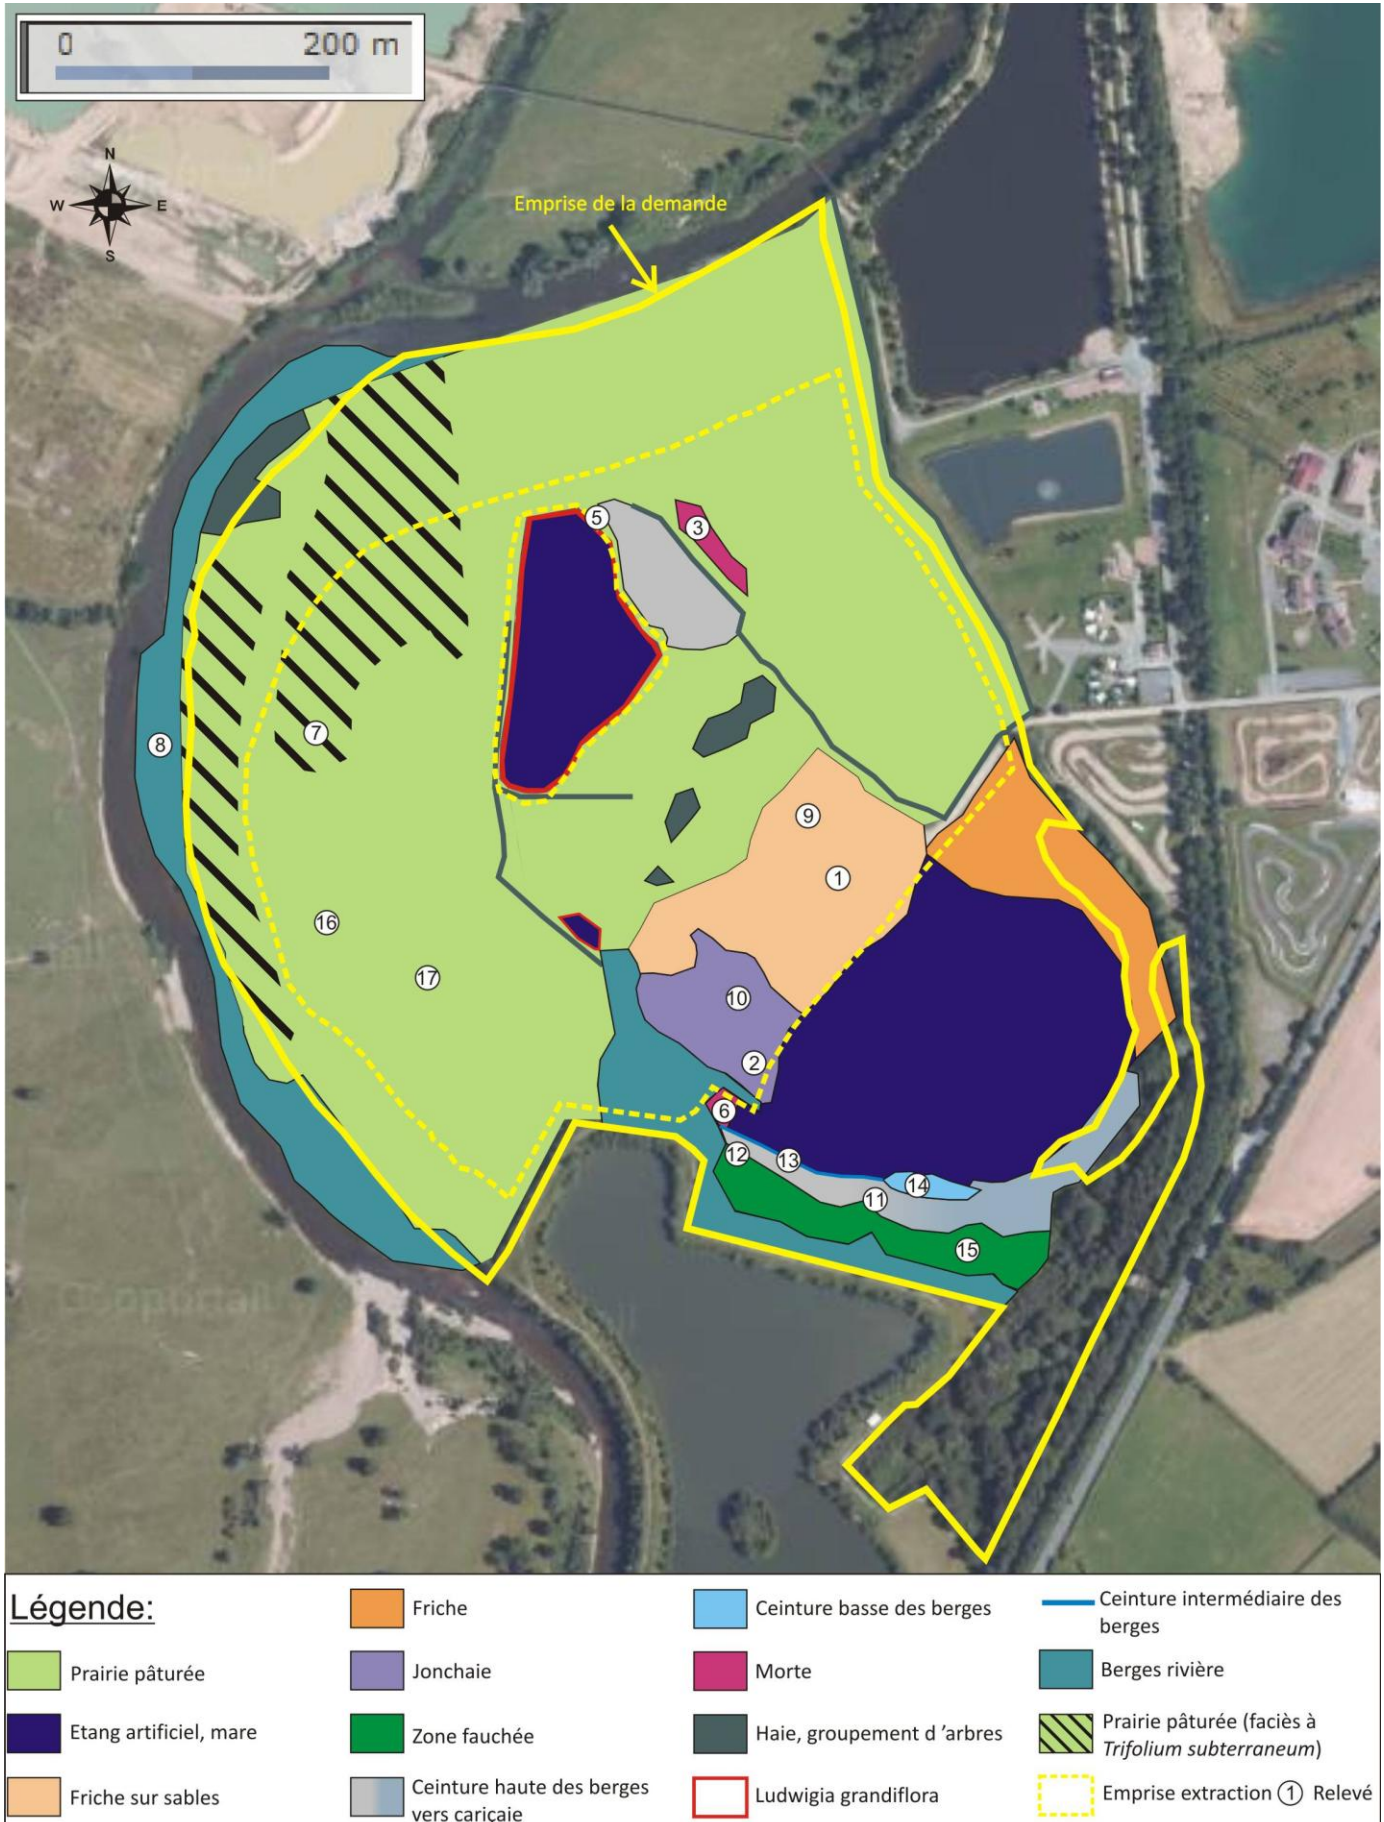 0 200 m
N
W E
S
Emprise de la demande
5
3
7
8
9
1
16
17
10
2
6
12
13
14
11
15
Légende:
Prairie pâturée
Etang artificiel, mare
Friche sur sables
Friche
Jonchaie
Zone fauchée
Ceinture haute des berges
vers cariçaie
Ceinture basse des berges
Morte
Haie, groupement d 'arbres
Ludwigia grandiflora
Ceinture intermédiaire des
berges
Berges rivière
Prairie pâturée (faciès à
Trifolium subterraneum)
Emprise extraction 1 Relevé